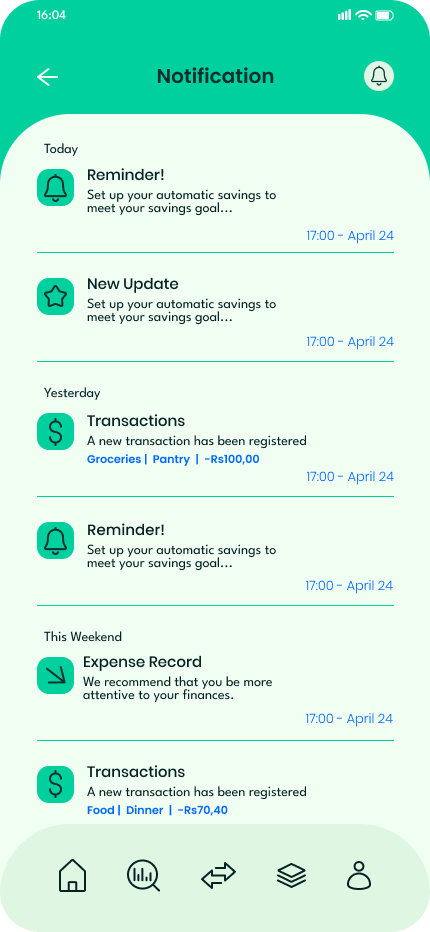 16:04
Notification
Today
Reminder!
Set up your automatic savings to
meet your savings goal...
17:00 - April 24
New Update
Set up your automatic savings to
meet your savings goal...
17:00 - April 24
Yesterday
Transactions
A new transaction has been registered
Groceries | Pantry | -Rs100,00
17:00 - April 24
Reminder!
Set up your automatic savings to
meet your savings goal...
17:00 - April 24
This Weekend
Expense Record
We recommend that you be more
attentive to your finances.
17:00 - April 24
Transactions
A new transaction has been registered
Food | Dinner | -Rs70,40